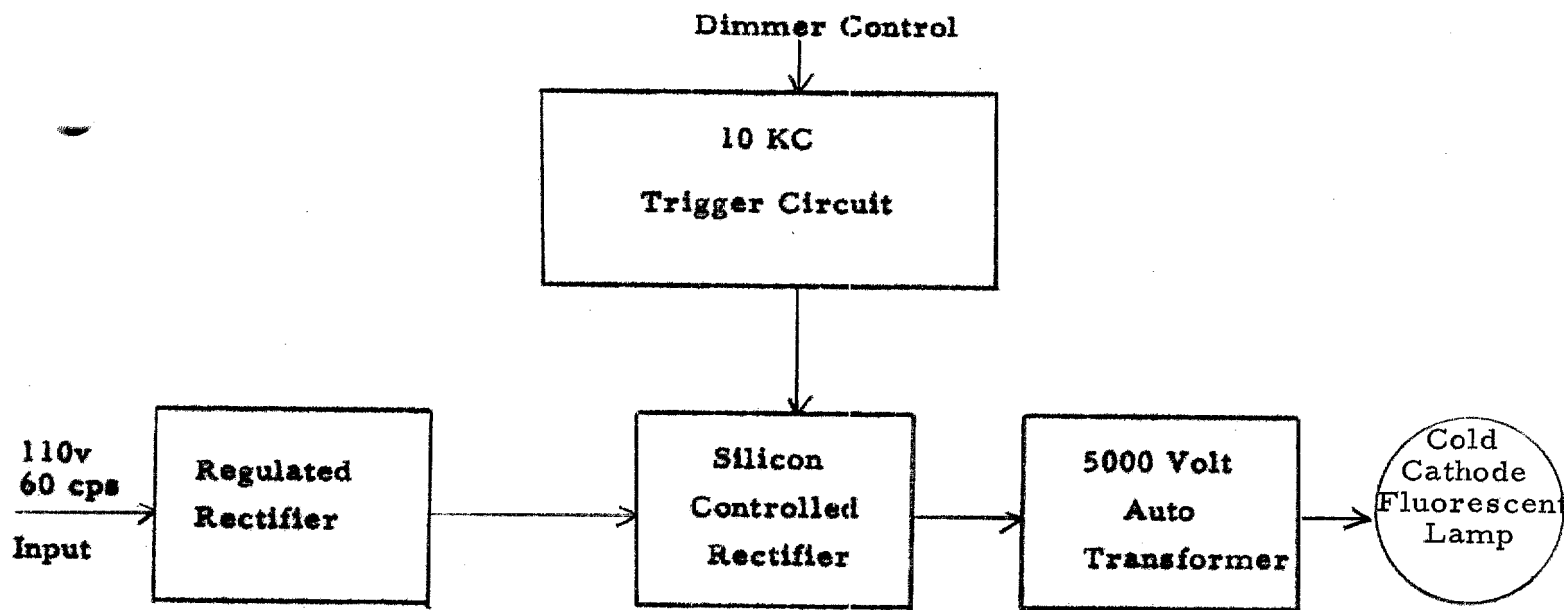 Dimmer Control
10 KC
Trigger Circuit
110v
60 cps
Input
Regulated
Rectifier
Silicon
Controlled
Rectifier
5000 Volt
Auto
Transformer
Cold
Cathode
Fluorescent
Lamp